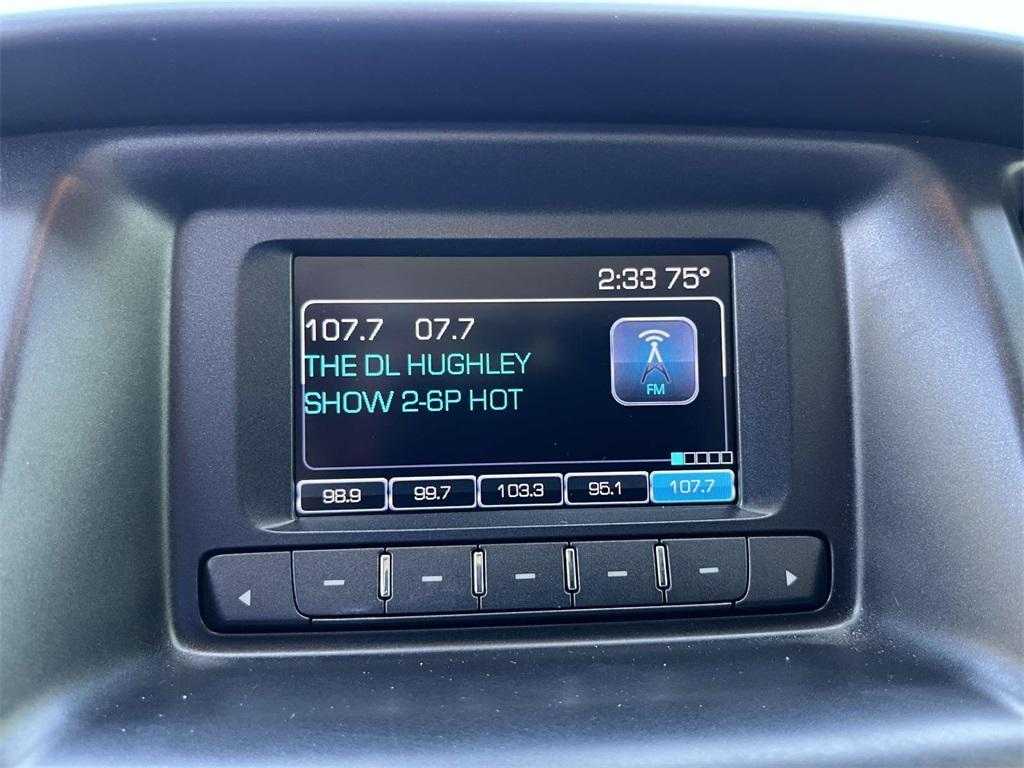 2:33 75°
107.7 07.7
THE DL HUGHLEY
SHOW 2-6P HOT
FM
98.9 99.7 103.3 95.1 107.7